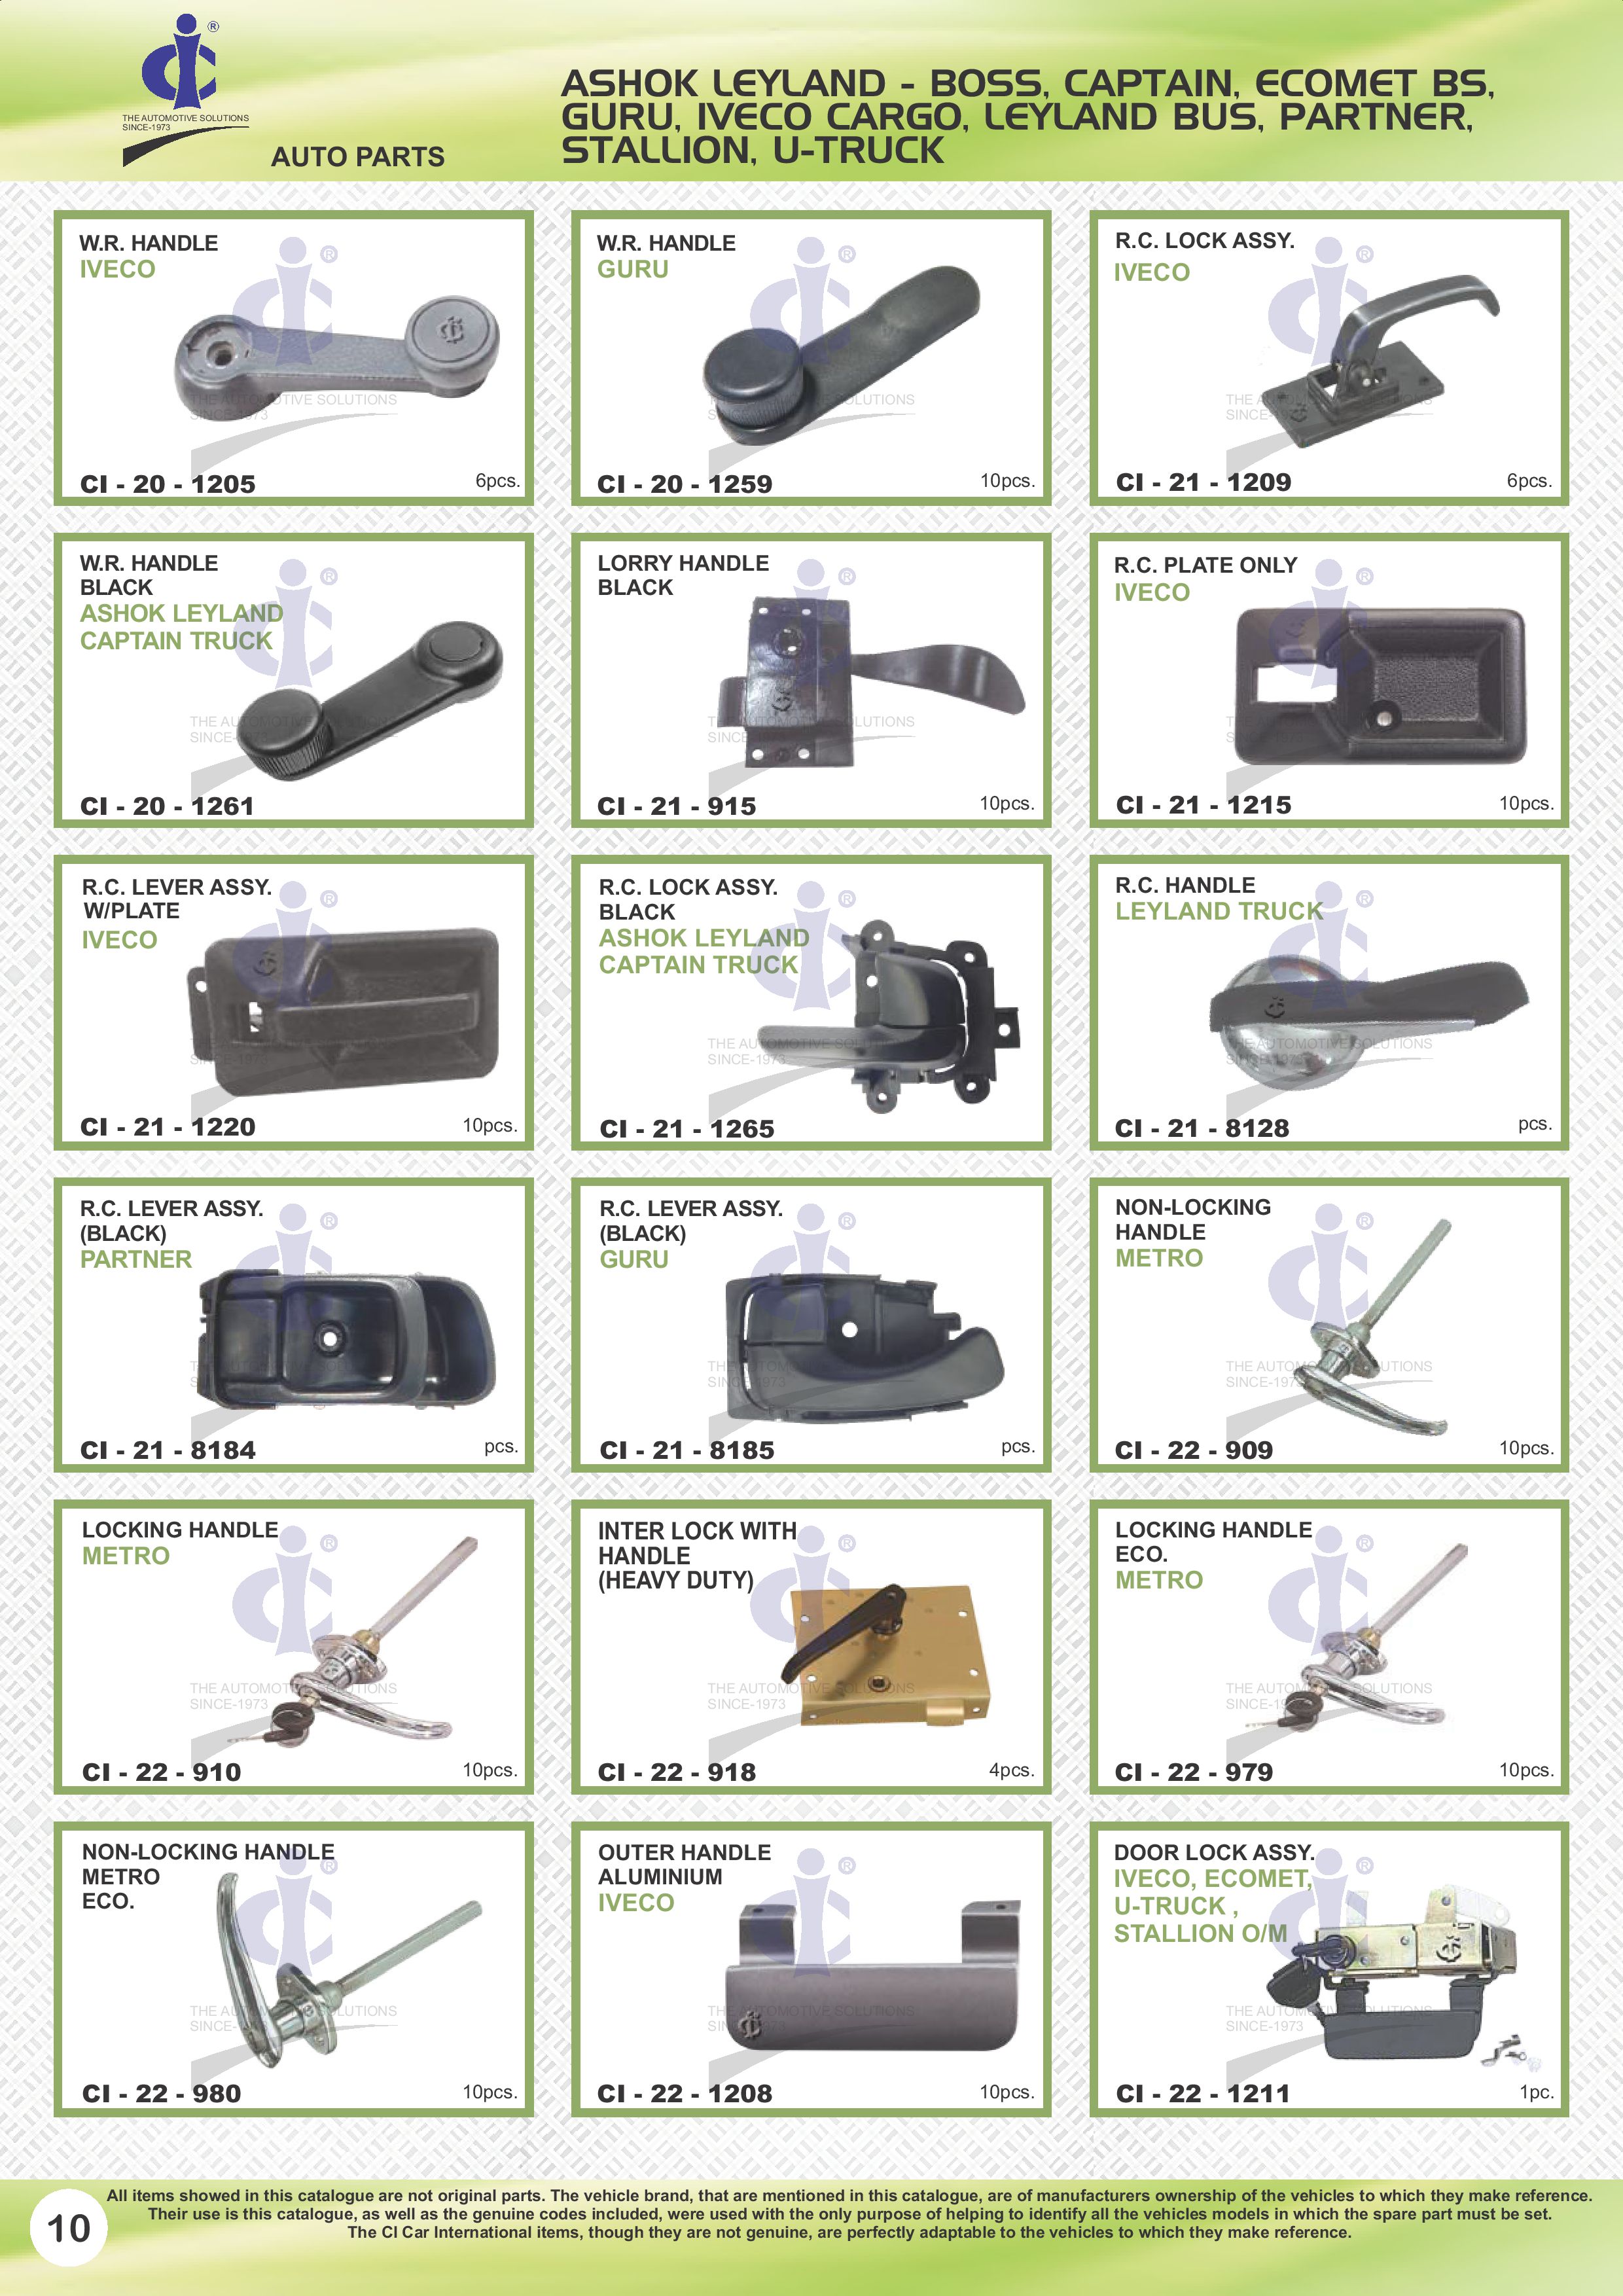 ®
THE AUTOMOTIVE SOLUTIONS
SINCE-1973
AUTO PARTS
ASHOK LEYLAND - BOSS, CAPTAIN, ECOMET BS,
GURU, IVECO CARGO, LEYLAND BUS, PARTNER,
STALLION, U-TRUCK
W.R. HANDLE
IVECO
CI - 20 - 1205
6pcs.
W.R. HANDLE
GURU
CI - 20 - 1259
10pcs.
R.C. LOCK ASSY.
IVECO
CI - 21 - 1209
6pcs.
W.R. HANDLE
BLACK
ASHOK LEYLAND
CAPTAIN TRUCK
CI - 20 - 1261
LORRY HANDLE
BLACK
CI - 21 - 915
10pcs.
R.C. PLATE ONLY
IVECO
CI - 21 - 1215
10pcs.
R.C. LEVER ASSY.
W/PLATE
IVECO
CI - 21 - 1220
10pcs.
R.C. LOCK ASSY.
BLACK
ASHOK LEYLAND
CAPTAIN TRUCK
CI - 21 - 1265
R.C. HANDLE
LEYLAND TRUCK
CI - 21 - 8128
pcs.
R.C. LEVER ASSY.
(BLACK)
PARTNER
CI - 21 - 8184
pcs.
R.C. LEVER ASSY.
(BLACK)
GURU
CI - 21 - 8185
pcs.
NON-LOCKING
HANDLE
METRO
CI - 22 - 909
10pcs.
LOCKING HANDLE
METRO
CI - 22 - 910
10pcs.
INTER LOCK WITH
HANDLE
(HEAVY DUTY)
CI - 22 - 918
4pcs.
LOCKING HANDLE
ECO.
METRO
CI - 22 - 979
10pcs.
NON-LOCKING HANDLE
METRO
ECO.
CI - 22 - 980
10pcs.
OUTER HANDLE
ALUMINIUM
IVECO
CI - 22 - 1208
10pcs.
DOOR LOCK ASSY.
IVECO, ECOMET,
U-TRUCK ,
STALLION O/M
CI - 22 - 1211
1pc.
10
All items showed in this catalogue are not original parts. The vehicle brand, that are mentioned in this catalogue, are of manufacturers ownership of the vehicles to which they make reference.
Their use is this catalogue, as well as the genuine codes included, were used with the only purpose of helping to identify all the vehicles models in which the spare part must be set.
The CI Car International items, though they are not genuine, are perfectly adaptable to the vehicles to which they make reference.